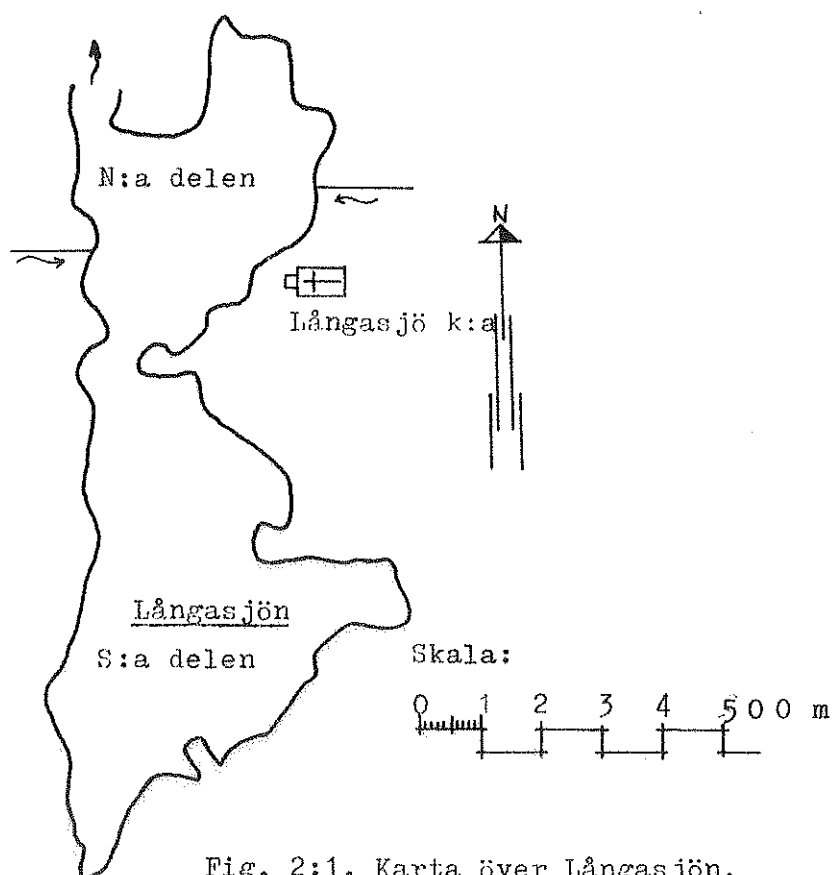 N:a delen
N
Långasjö k:a
Långasjön
S:a delen
Skala:
0 1 2 3 4 500 m
Fig. 2:1. Karta över Långasjön.